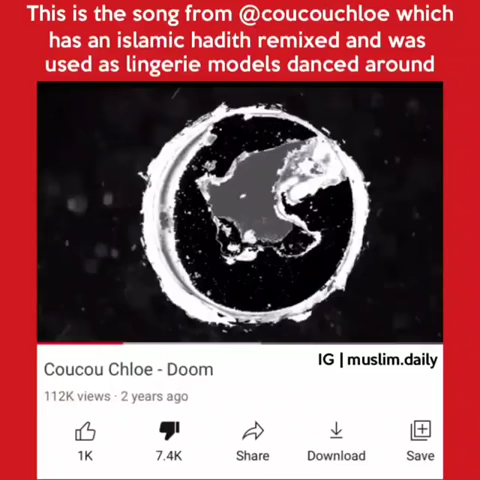 This is the song from @coucouchloe which
has an islamic hadith remixed and was
used as lingerie models danced around
Coucou Chloe - Doom
IG | muslim.daily
112K views · 2 years ago
1K
7.4K
Share
Download
Save